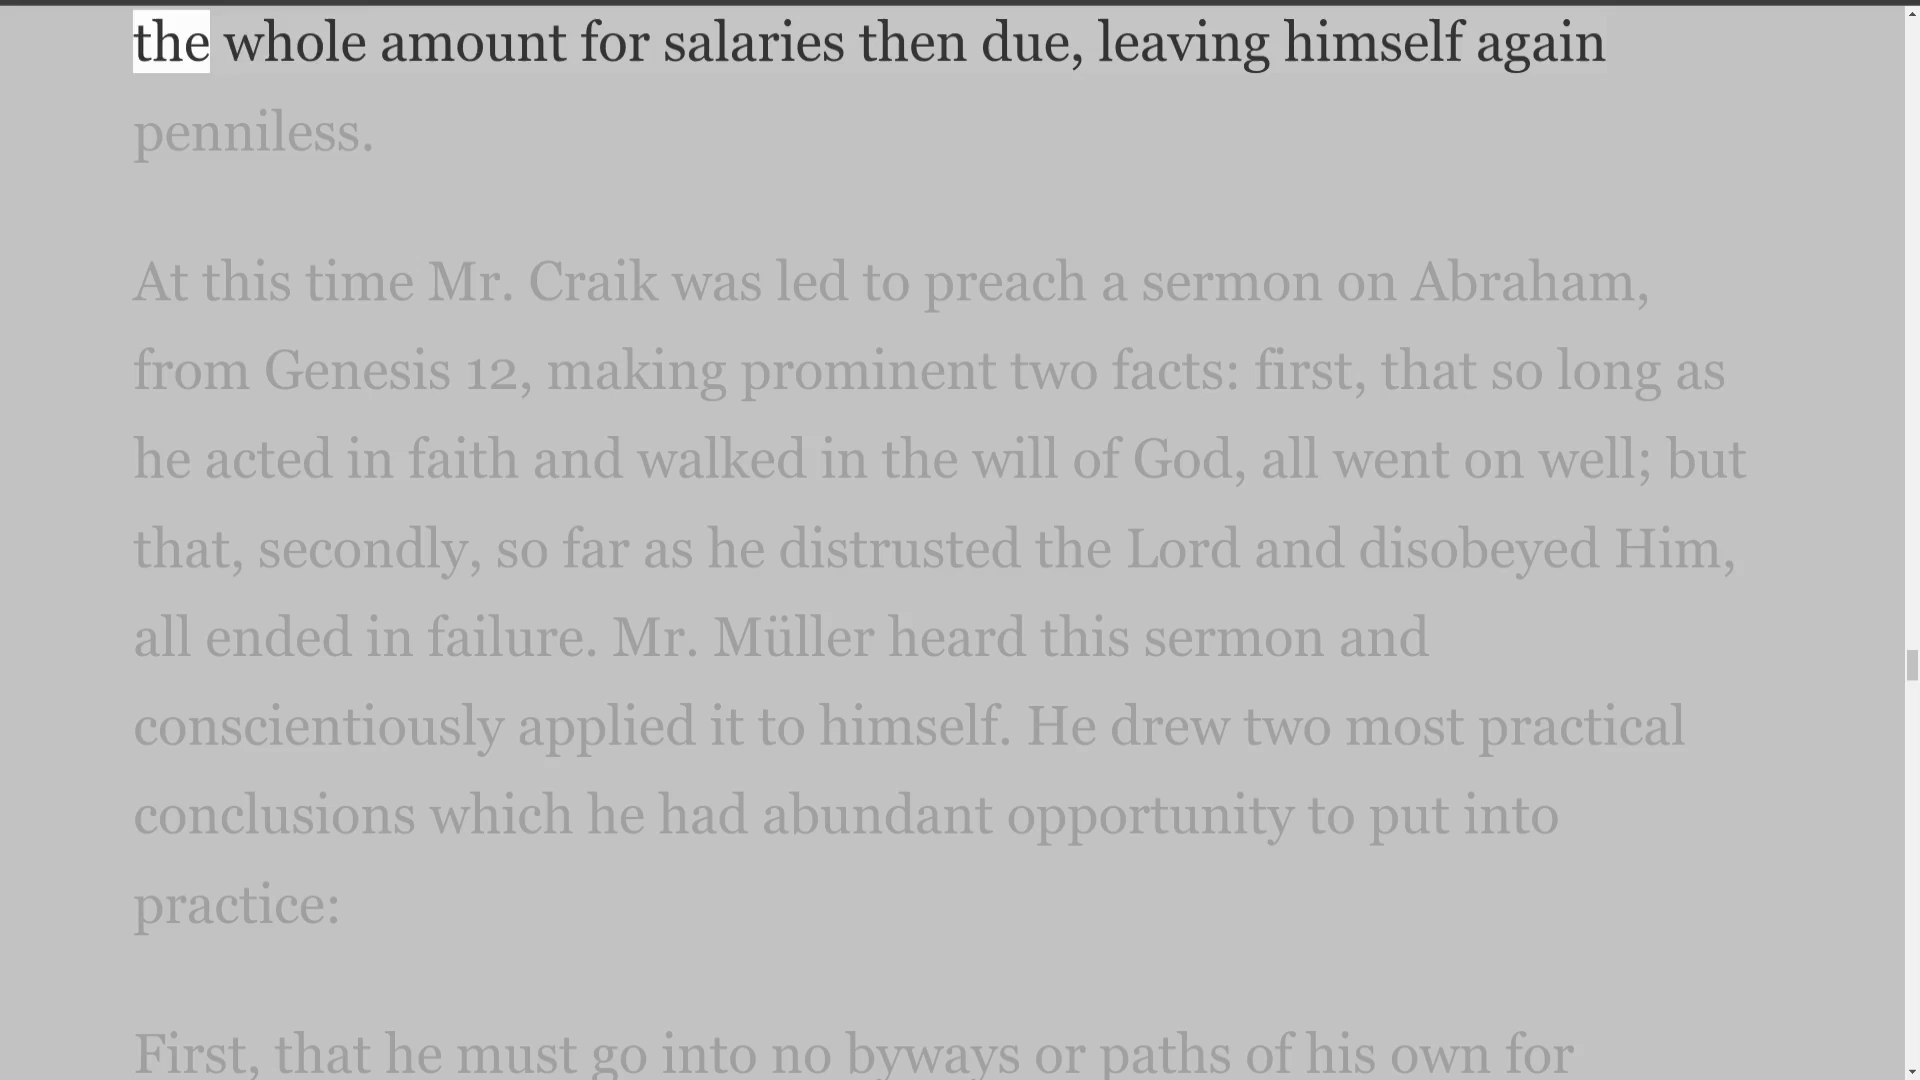 the whole amount for salaries then due, leaving himself again
penniless.
At this time Mr. Craik was led to preach a sermon on Abraham,
from Genesis 12, making prominent two facts: first, that so long as
he acted in faith and walked in the will of God, all went on well; but
that, secondly, so far as he distrusted the Lord and disobeyed Him,
all ended in failure. Mr. Müller heard this sermon and
conscientiously applied it to himself. He drew two most practical
conclusions which he had abundant opportunity to put into
practice:
First, that he must go into no byways or paths of his own for